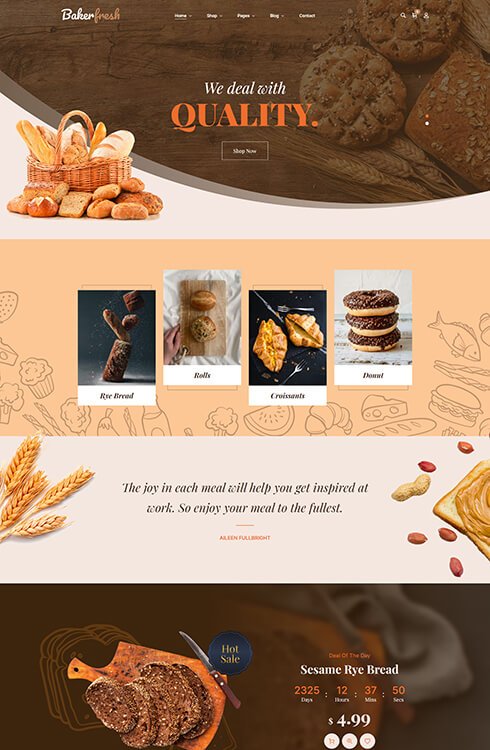 Bakerfresh
Home Shop Pages Blog Contact
We deal with
QUALITY.
Shop Now
Rye Bread
Rolls
Croissants
Donut
The joy in each meal will help you get inspired at
work. So enjoy your meal to the fullest.
AILEEN FULLBRIGHT
Hot
Sale
Deal Of The Day
Sesame Rye Bread
2325 : 12 : 37 : 50
Days Hours Mins Secs
$ 4.99